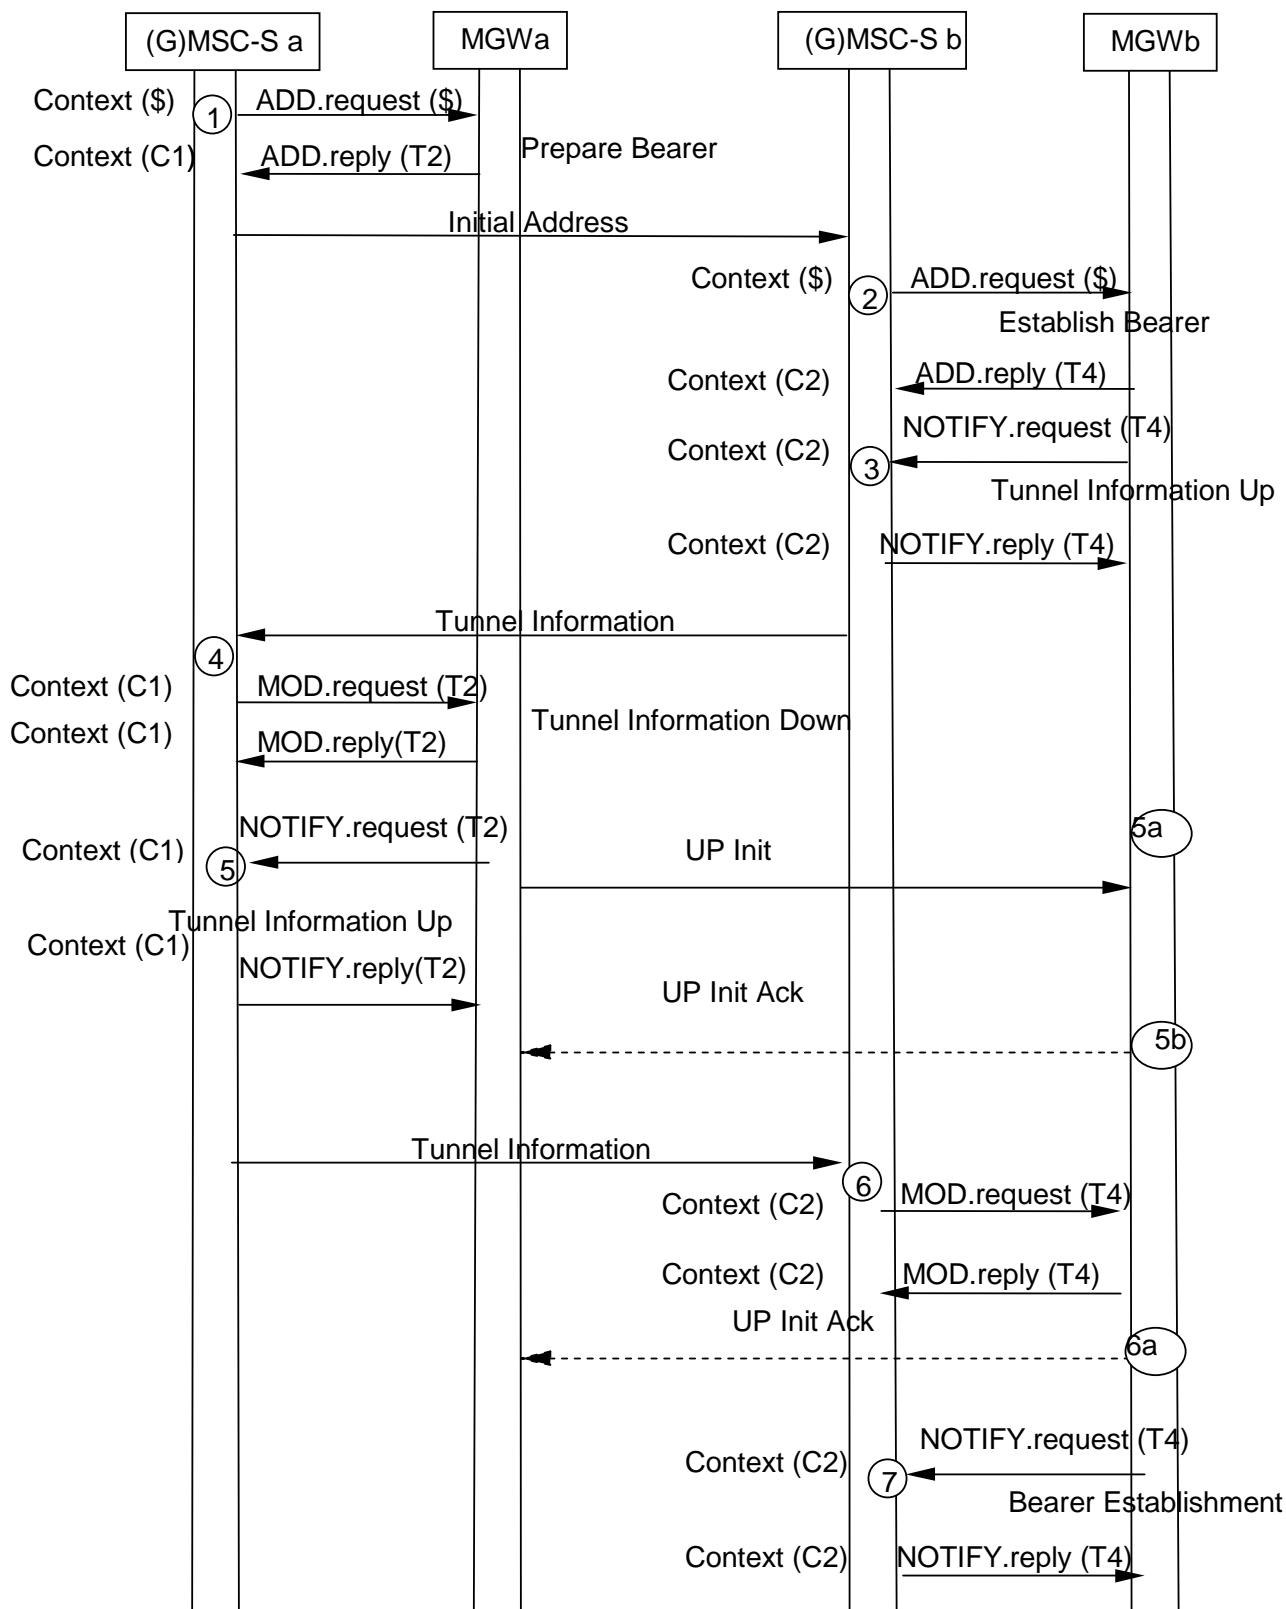 (G)MSC-S a
MGWa
(G)MSC-S b
MGWb
Context ($)
1
ADD.request ($)
Context (C1)
ADD.reply (T2)
Prepare Bearer
Initial Address
Context ($)
2
ADD.request ($)
Establish Bearer
Context (C2)
ADD.reply (T4)
NOTIFY.request (T4)
Context (C2)
3
Tunnel Information Up
Context (C2)
NOTIFY.reply (T4)
Tunnel Information
4
Context (C1)
MOD.request (T2)
Tunnel Information Down
Context (C1)
MOD.reply(T2)
NOTIFY.request (T2)
5a
Context (C1)
5
UP Init
Tunnel Information Up
Context (C1)
NOTIFY.reply(T2)
UP Init Ack
5b
Tunnel Information
6
Context (C2)
MOD.request (T4)
Context (C2)
MOD.reply (T4)
UP Init Ack
6a
NOTIFY.request (T4)
Context (C2)
7
Bearer Establishment
Context (C2)
NOTIFY.reply (T4)